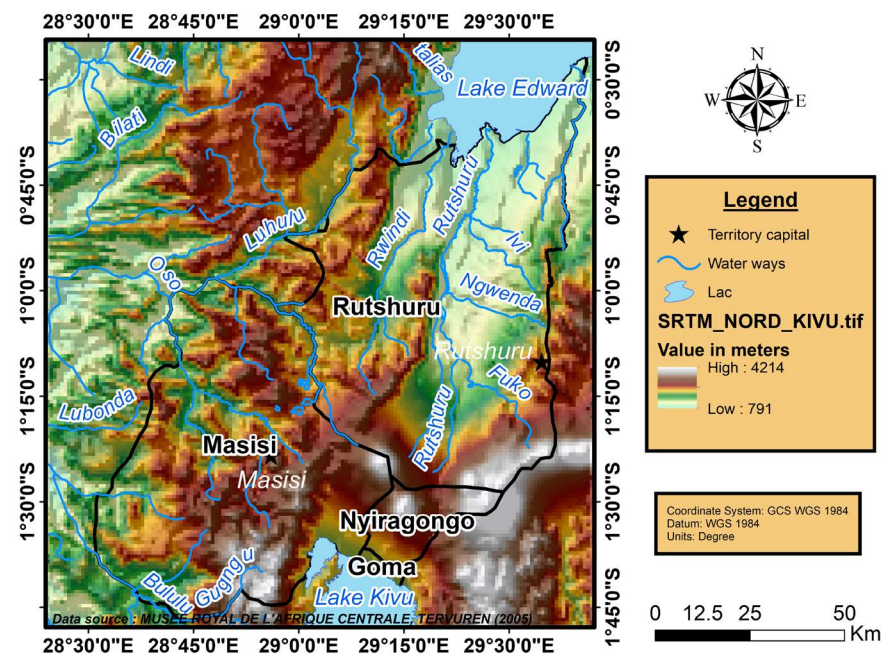 28°30'0"E 28°45'0"E 29°0'0"E 29°15'0"E 29°30'0"E
Lindi
talias
Lake Edward
Bilati
0°30'0"S
0°45'0"S
1°0'0"S
1°15'0"S
1°30'0"S
1°45'0"S
Luhulu
Rwindi
Rutshuru
Ivi
Oso
Ngwenda
Rutshuru
Rutshuru
Fuko
Lubonda
Rutshuru
Masisi
Masisi
Nyiragongo
Goma
Lake Kivu
Bululu
Gugngu
Data source : MUSÉE ROYAL DE L'AFRIQUE CENTRALE, TERVUREN (2005)
28°30'0"E 28°45'0"E 29°0'0"E 29°15'0"E 29°30'0"E
0°30'0"S
0°45'0"S
1°0'0"S
1°15'0"S
1°30'0"S
1°45'0"S
N
W E
S
Legend
Territory capital
Water ways
Lac
SRTM_NORD_KIVU.tif
Value in meters
High : 4214
Low : 791
Coordinate System: GCS WGS 1984
Datum: WGS 1984
Units: Degree
0 12.5 25 50
Km